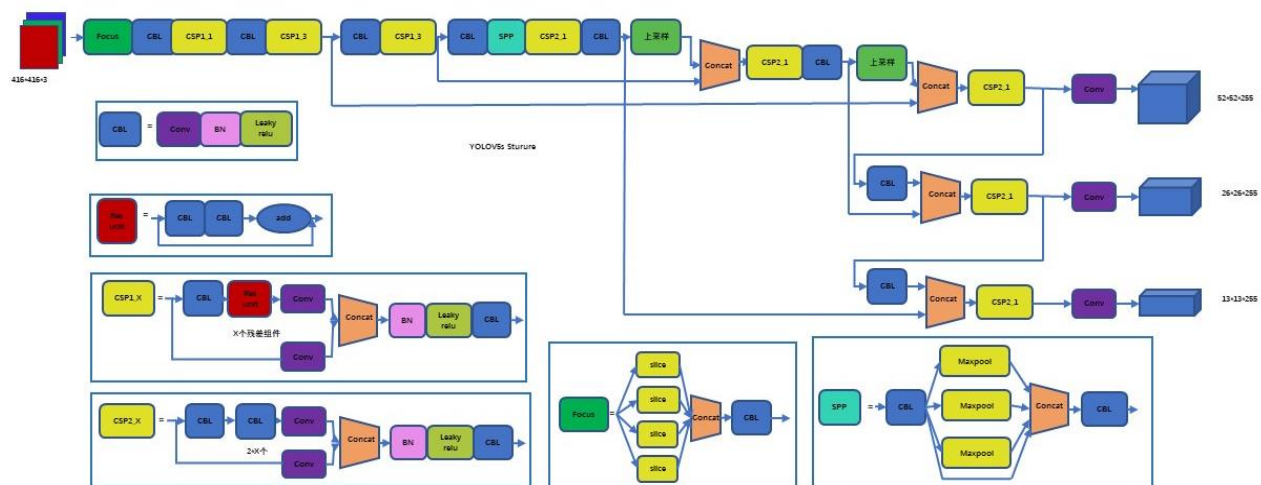 Focus CBL CSP1_1 CBL CSP1_3 CBL CSP1_3 CBL SPP CSP2_1 CBL 上采样
416*416*3
Concat CSP2_1 CBL 上采样
Concat CSP2_1 Conv 52*52*255
CBL = Conv BN Leaky relu
YOLOV5s Sturure
CBL Concat CSP2_1 Conv 26*26*255
Res unit = CBL CBL add
CBL Concat CSP2_1 Conv 13*13*255
CSP1_X = CBL Res unit Conv Concat BN Leaky relu CBL
X个残差组件
Conv
CSP2_X = CBL CBL Conv Concat BN Leaky relu CBL
2*X个
Conv
Focus = slice slice slice slice Concat CBL
SPP = CBL Maxpool Maxpool Maxpool Concat CBL